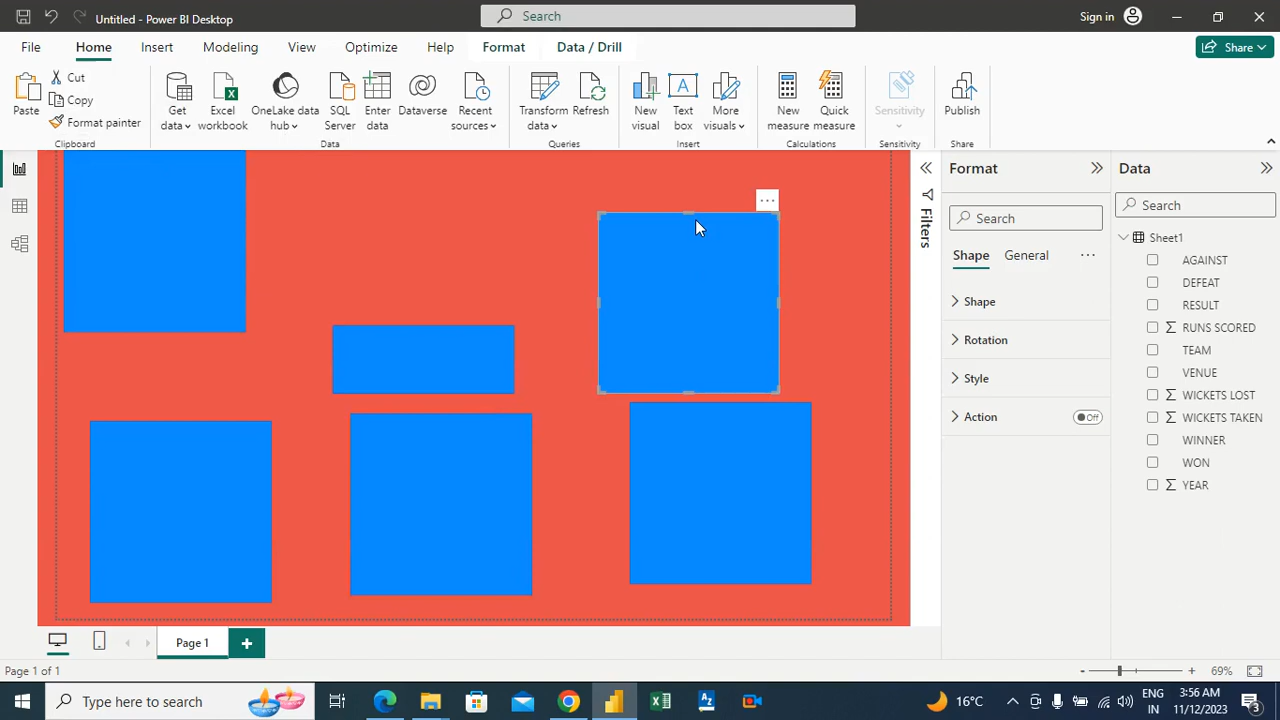 Untitled - Power BI Desktop
Search
Sign in
File
Home
Insert
Modeling
View
Optimize
Help
Format
Data / Drill
Share
Paste
Cut
Copy
Format painter
Clipboard
Get data
Excel workbook
OneLake data hub
SQL Server
Enter data
Dataverse
Recent sources
Data
Transform data
Refresh
Queries
New visual
Text box
More visuals
Insert
New measure
Quick measure
Calculations
Sensitivity
Sensitivity
Publish
Share
Filters
Format
Search
Shape
General
Shape
Rotation
Style
Action
Off
Data
Search
Sheet1
AGAINST
DEFEAT
RESULT
RUNS SCORED
TEAM
VENUE
WICKETS LOST
WICKETS TAKEN
WINNER
WON
YEAR
Page 1
Page 1 of 1
69%
Type here to search
16°C
ENG
IN
3:56 AM
11/12/2023
3